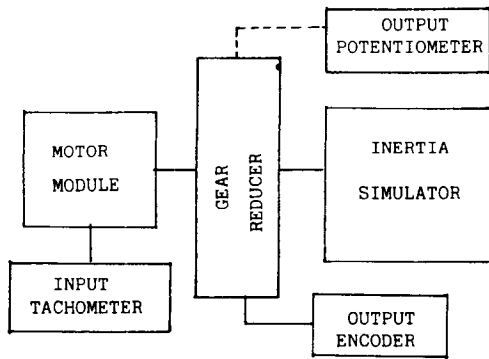 OUTPUT
POTENTIOMETER
MOTOR
MODULE
GEAR
REDUCER
INERTIA
SIMULATOR
INPUT
TACHOMETER
OUTPUT
ENCODER